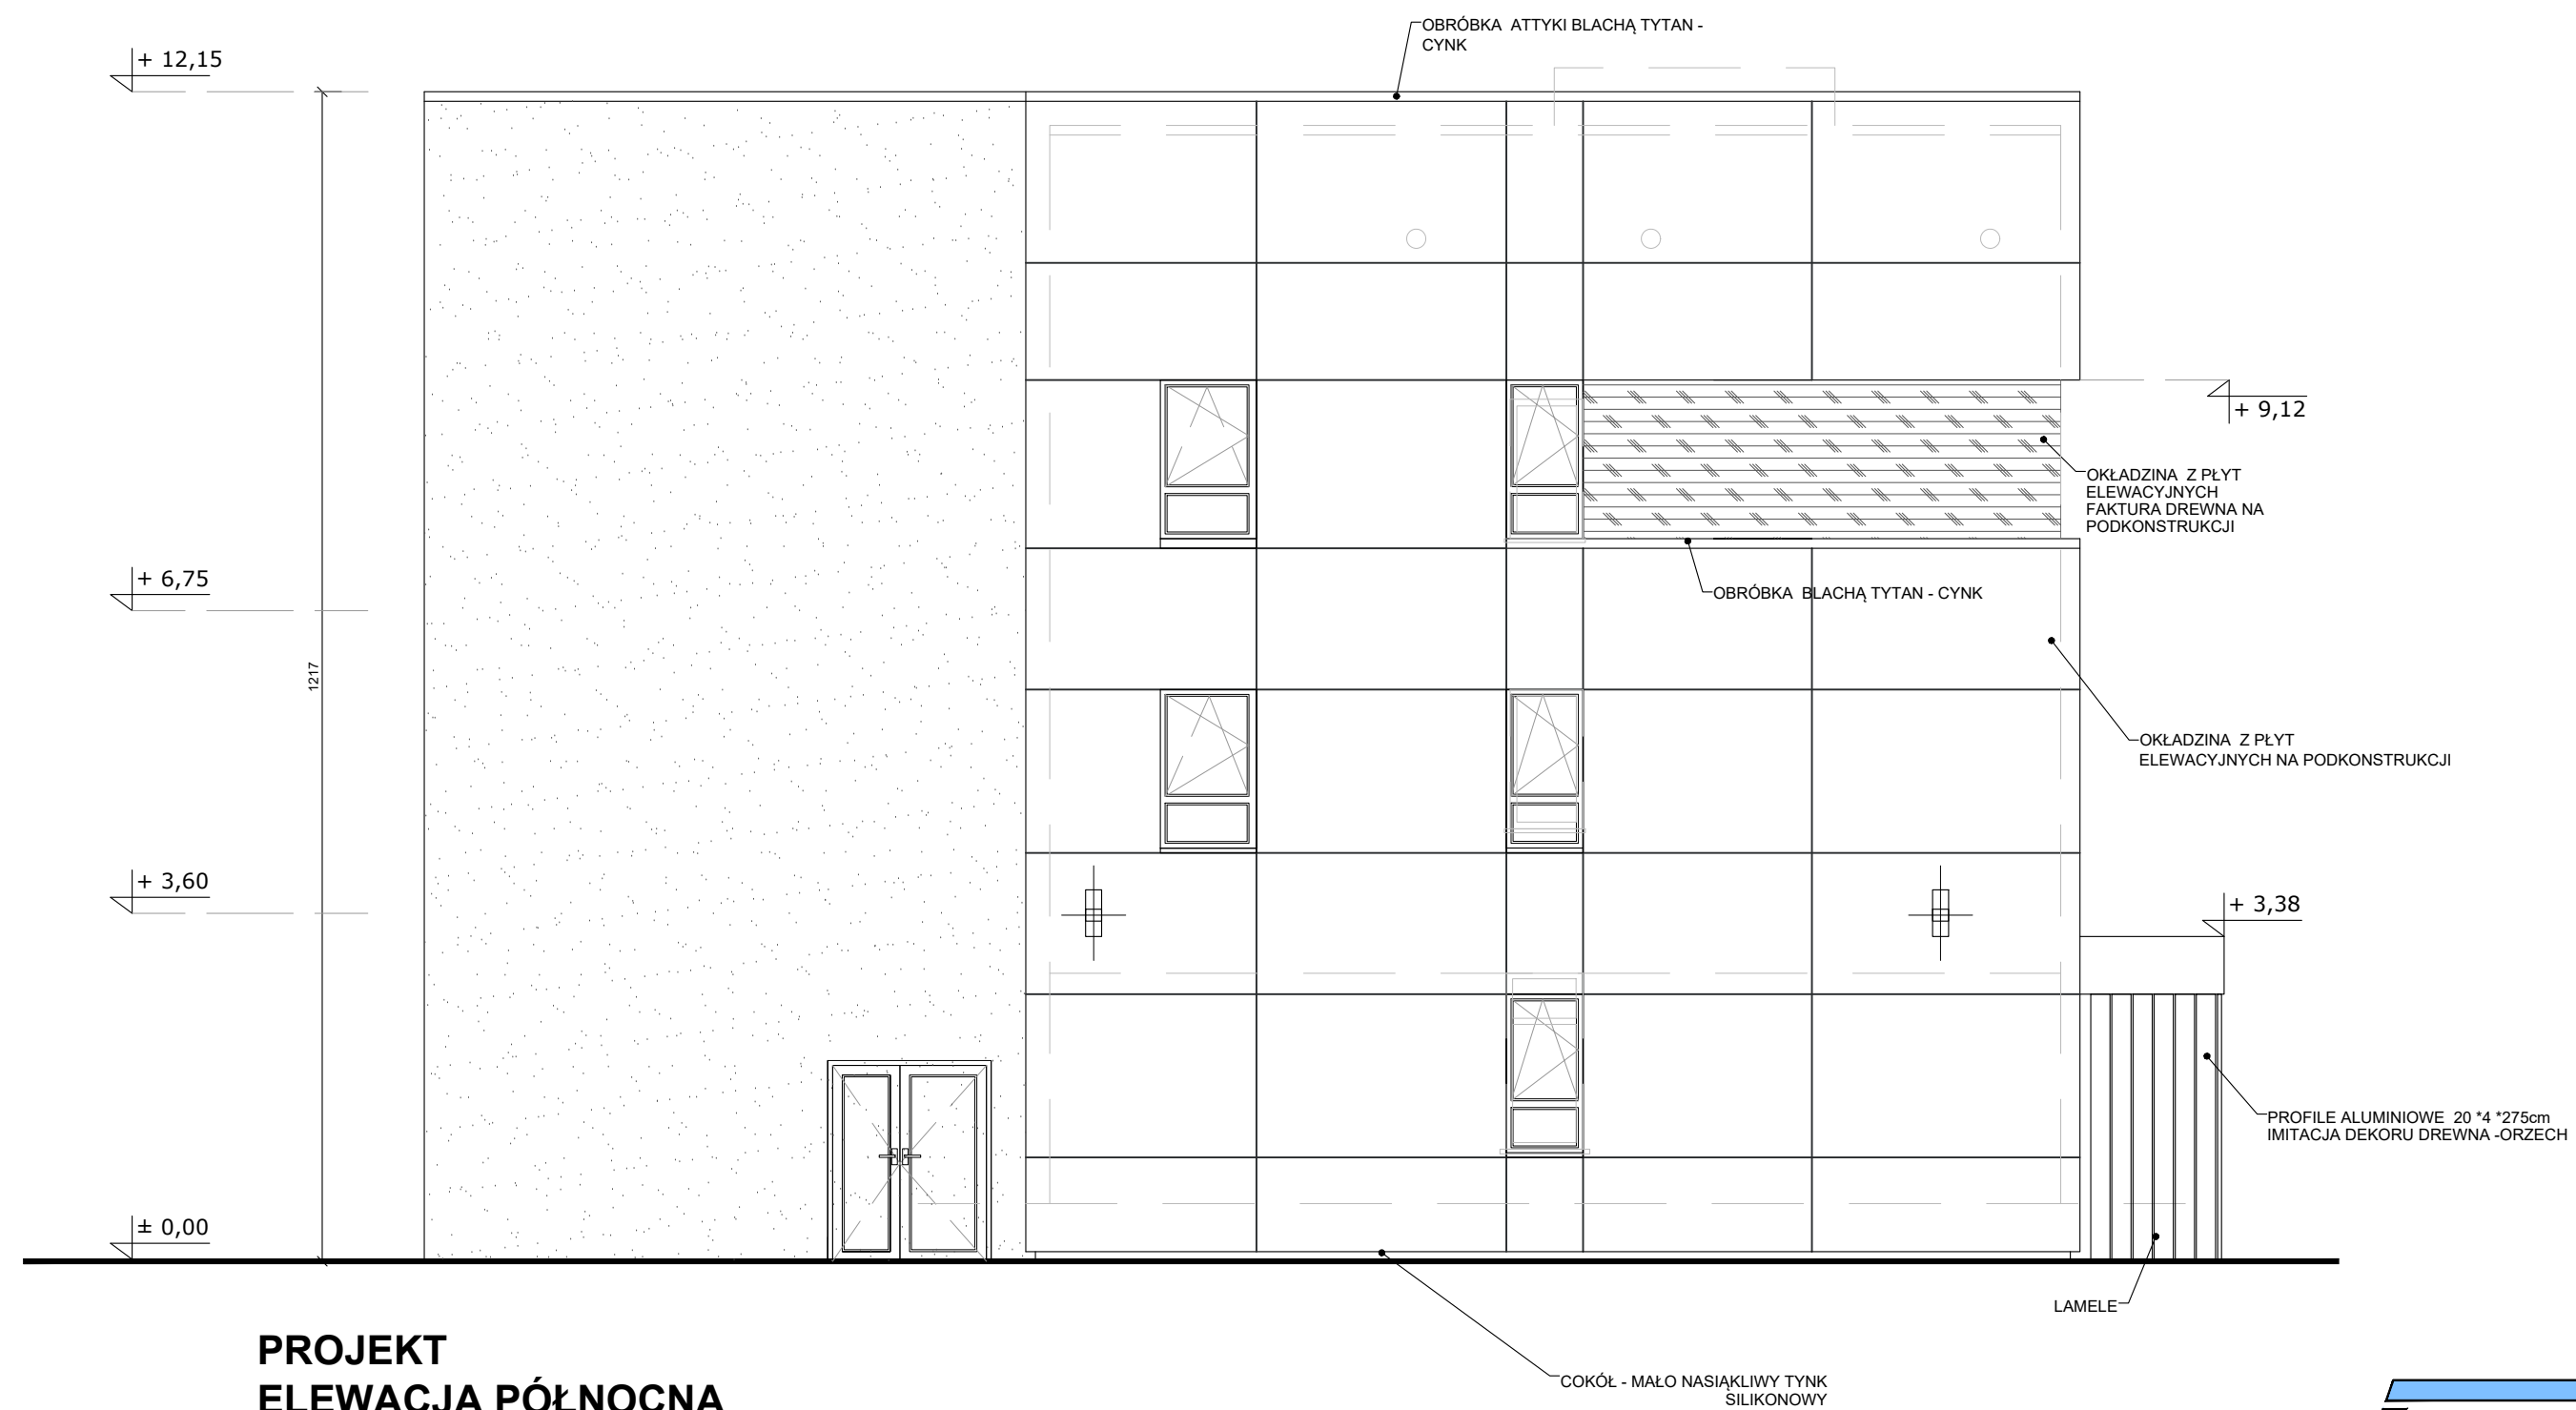 OBRÓBKA ATTYKI BLACHĄ TYTAN -
CYNK
+ 12,15
+ 9,12
OKŁADZINA Z PŁYT
ELEWACYJNYCH
FAKTURA DREWNA NA
PODKONSTRUKCJI
+ 6,75
OBRÓBKA BLACHĄ TYTAN - CYNK
1217
OKŁADZINA Z PŁYT
ELEWACYJNYCH NA PODKONSTRUKCJI
+ 3,60
+ 3,38
PROFILE ALUMINIOWE 20 *4 *275cm
IMITACJA DEKORU DREWNA -ORZECH
± 0,00
LAMELE
COKÓŁ - MAŁO NASIĄKLIWY TYNK
SILIKONOWY
PROJEKT
ELEWACJA PÓŁNOCNA